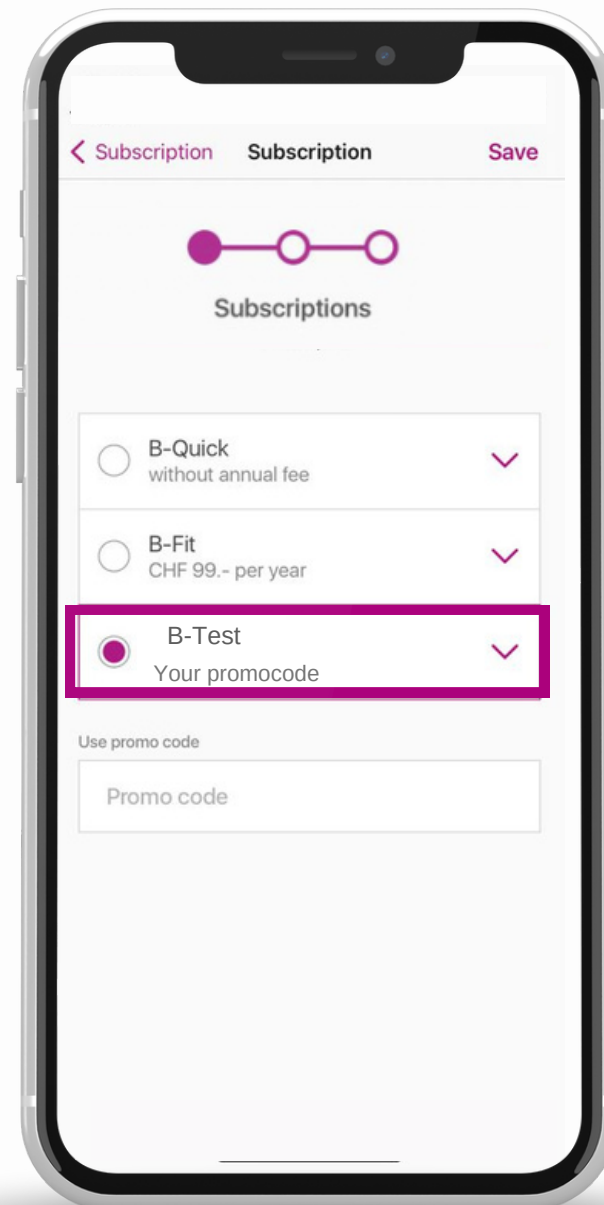 Subscription Subscription Save
Subscriptions
B-Quick
without annual fee
B-Fit
CHF 99.- per year
B-Test
Your promocode
Use promo code
Promo code